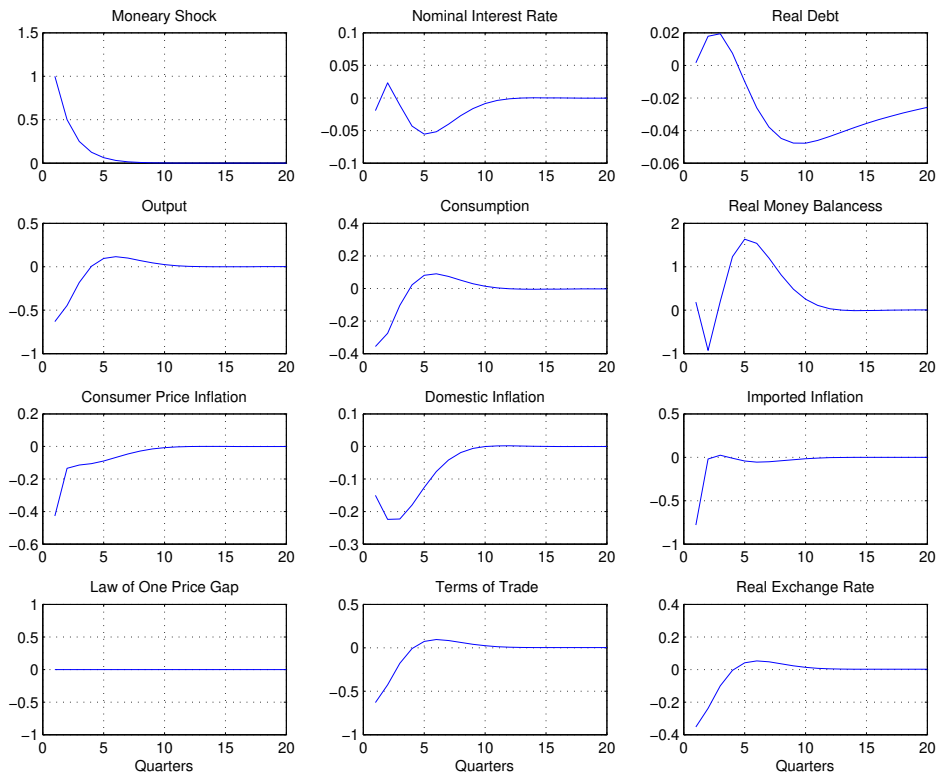 Moneary Shock Nominal Interest Rate Real Debt
1.5 0.1 0.02
1 0.05 0
0.5 0 −0.02
−0.05 −0.04
0 −0.1 −0.06
0 5 10 15 20 0 5 10 15 20 0 5 10 15 20
Output Consumption Real Money Balancess
0.5 0.4 2
0 0.2 1
−0.5 0 0
−0.2
−1 −0.4 −1
0 5 10 15 20 0 5 10 15 20 0 5 10 15 20
Consumer Price Inflation Domestic Inflation Imported Inflation
0.2 0.1 0.5
0 0 0
−0.2 −0.1 −0.5
−0.4 −0.2
−0.6 −0.3 −1
0 5 10 15 20 0 5 10 15 20 0 5 10 15 20
Law of One Price Gap Terms of Trade Real Exchange Rate
1 0.5 0.4
0.5 0 0.2
0 −0.5 0
−0.5 −0.2
−1 −1 −0.4
0 5 10 15 20 0 5 10 15 20 0 5 10 15 20
Quarters Quarters Quarters